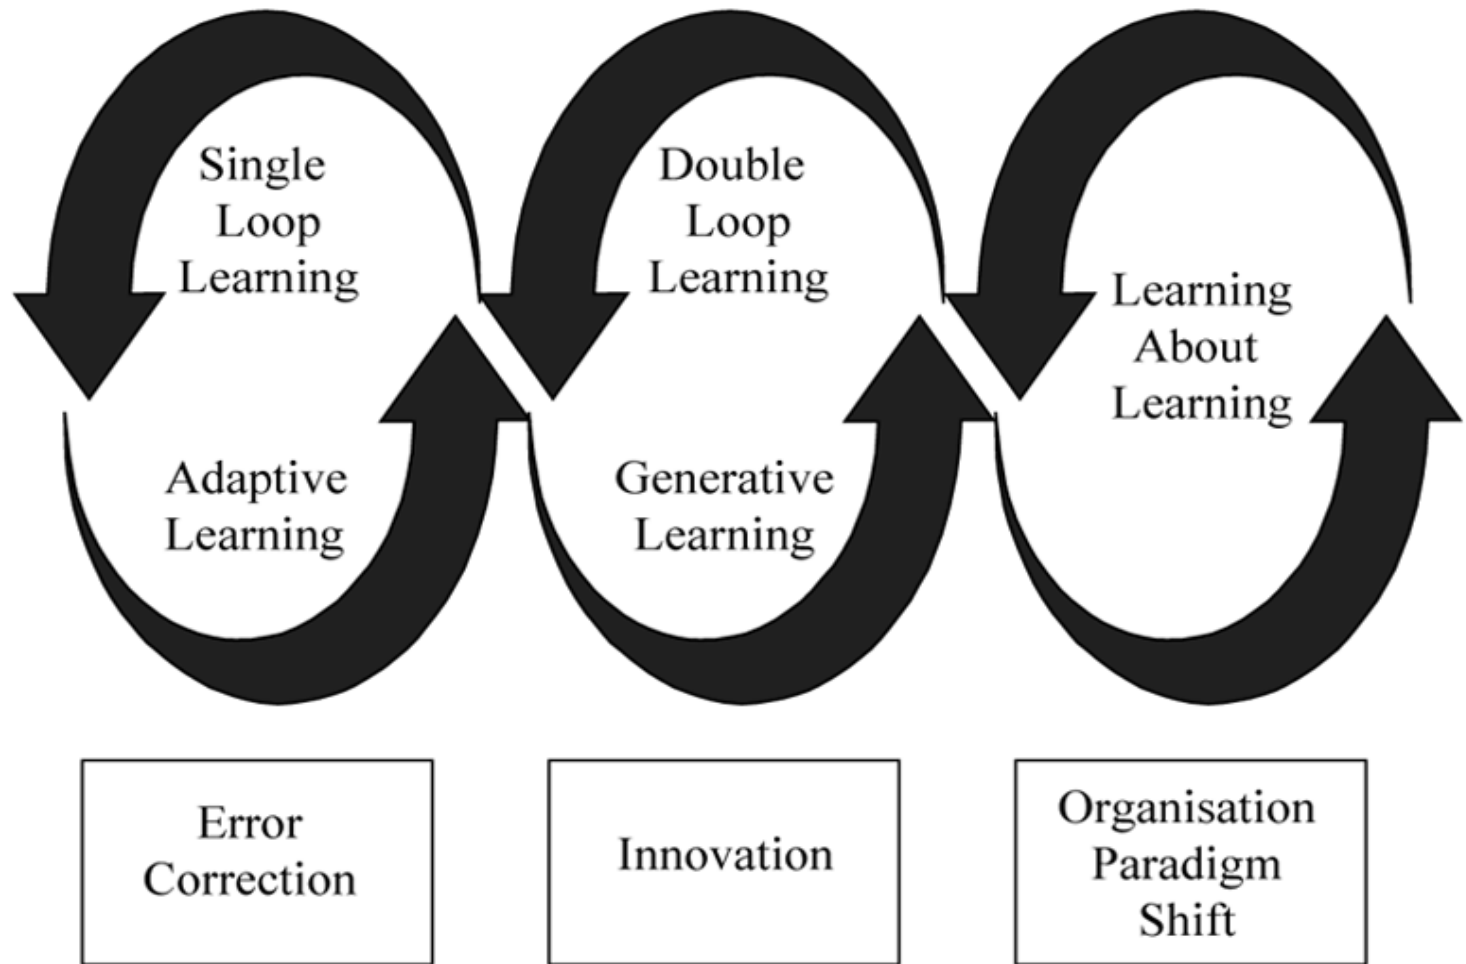 Single
Loop
Learning
Adaptive
Learning
Double
Loop
Learning
Generative
Learning
Learning
About
Learning
Error
Correction
Innovation
Organisation
Paradigm
Shift